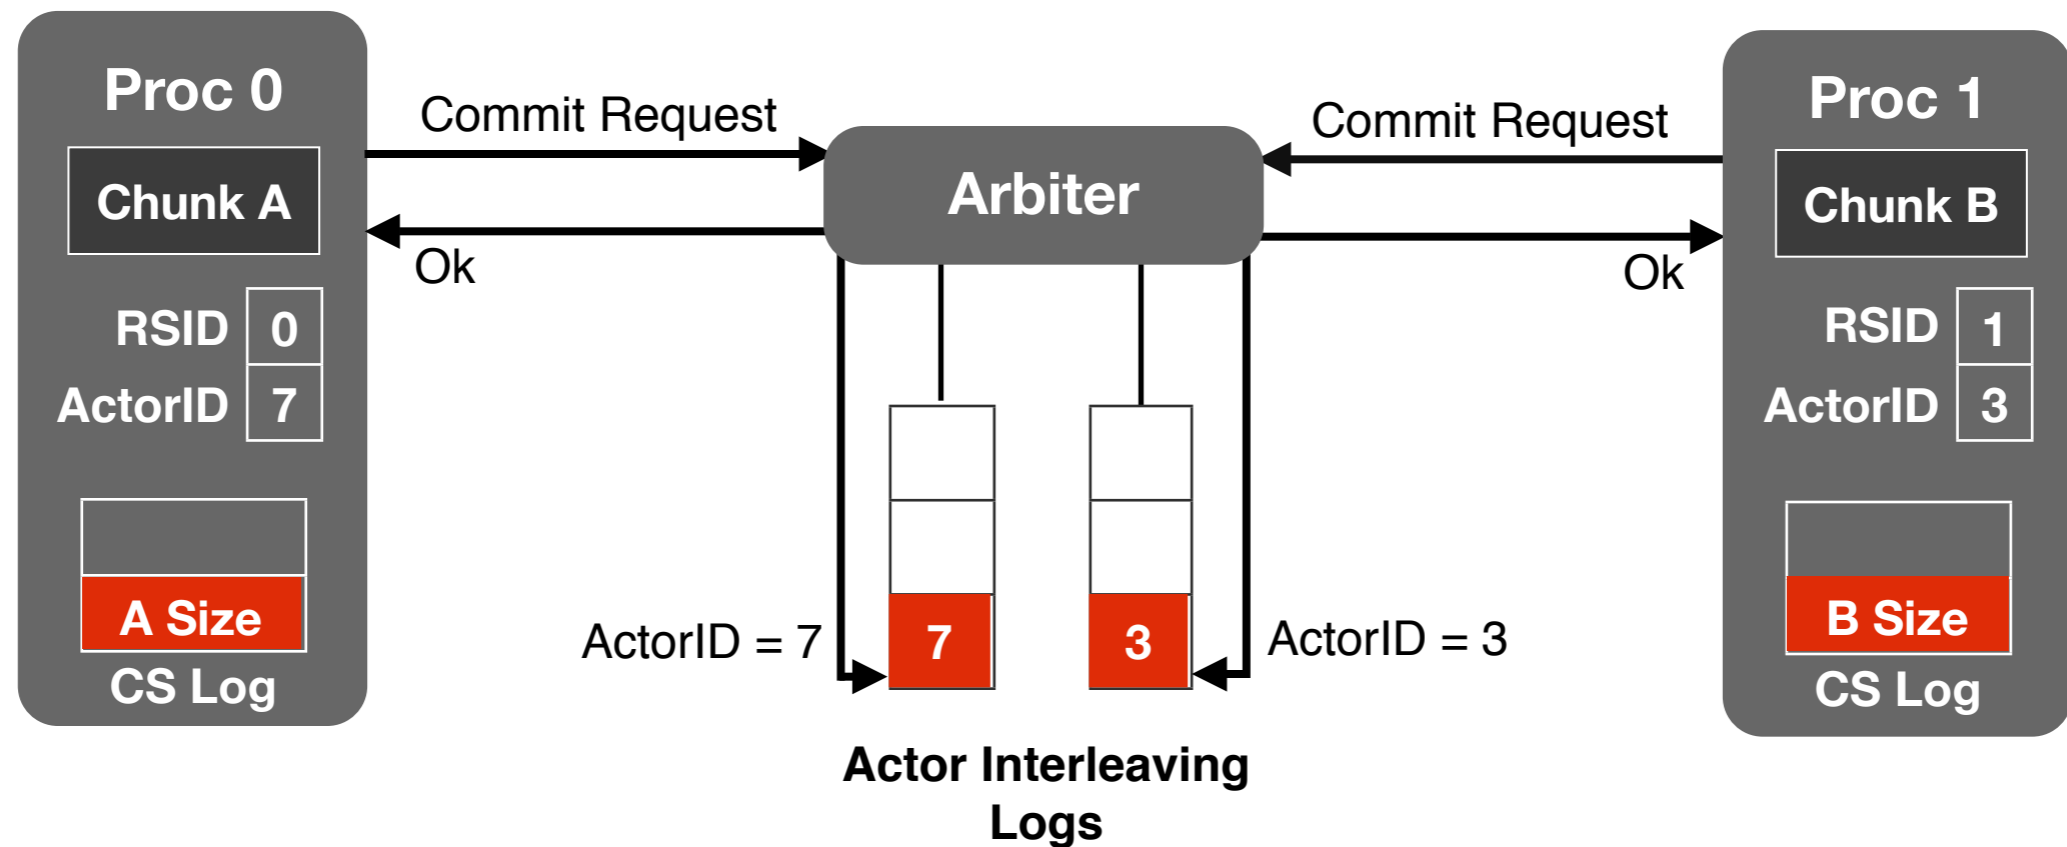 Proc 0
Chunk A
RSID 0
ActorID 7
A Size
CS Log
Commit Request
Ok
Arbiter
Commit Request
Ok
ActorID = 7
7
3
ActorID = 3
Actor Interleaving
Logs
Proc 1
Chunk B
RSID 1
ActorID 3
B Size
CS Log